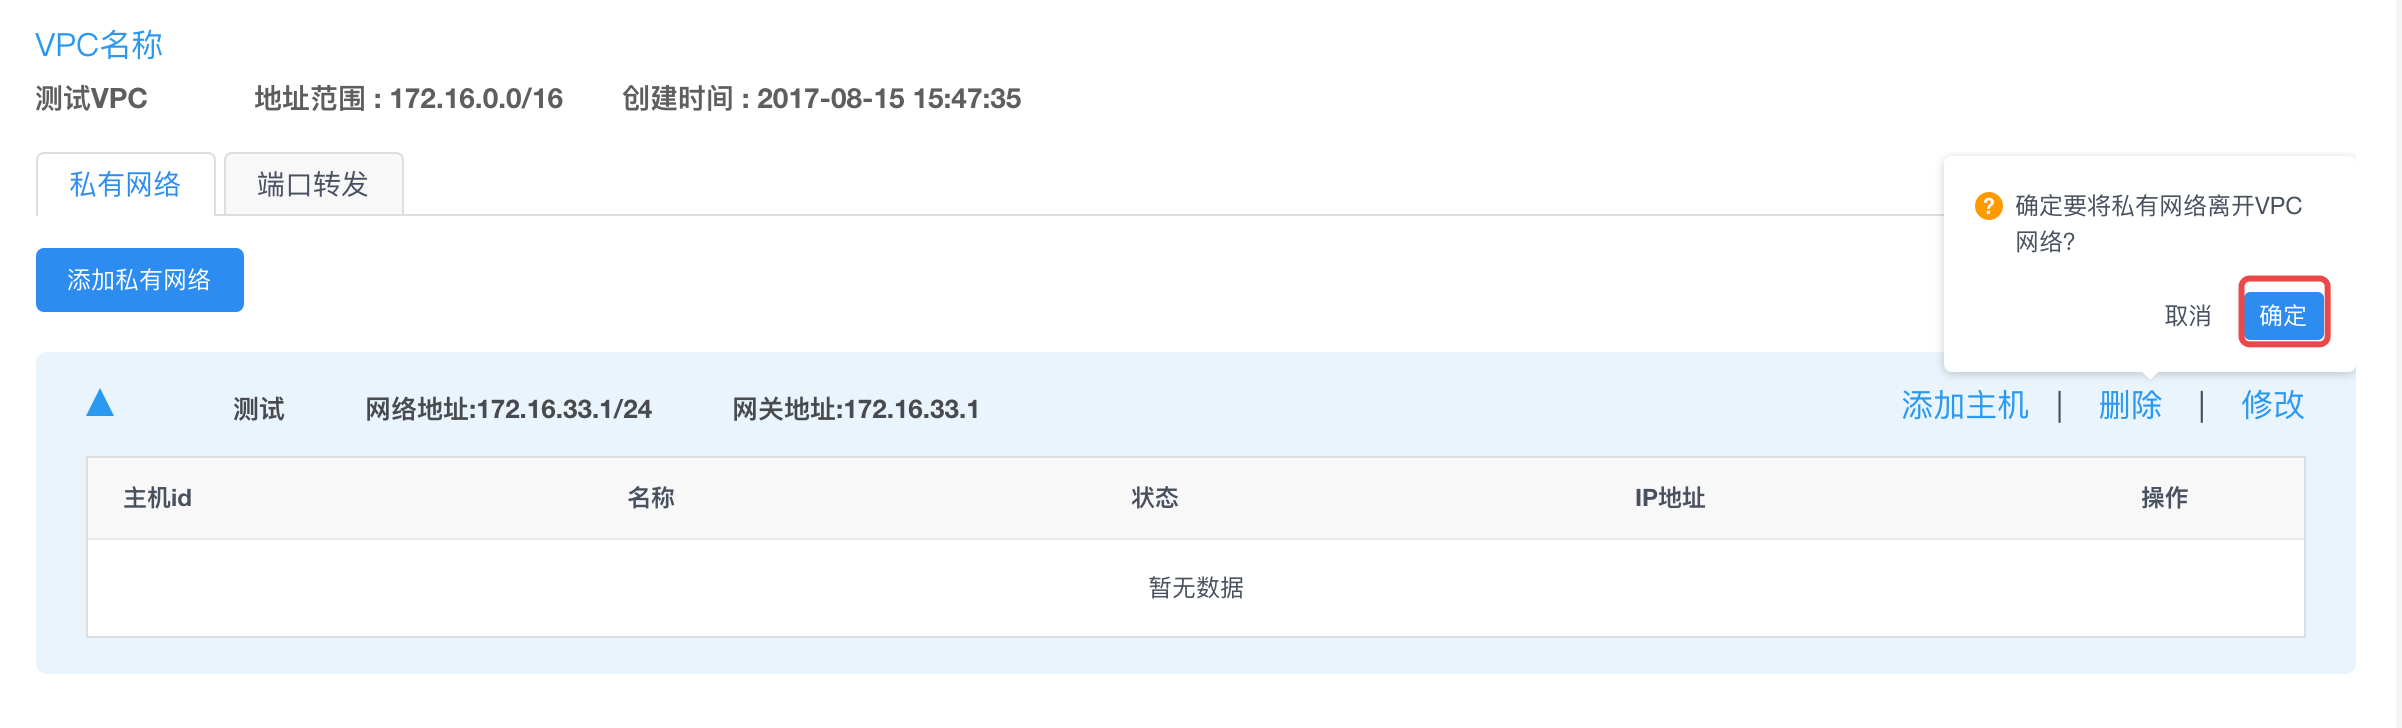 VPC名称
测试VPC 地址范围 : 172.16.0.0/16 创建时间 : 2017-08-15 15:47:35
私有网络 端口转发
? 确定要将私有网络离开VPC
网络?
取消 确定
添加私有网络
测试 网络地址:172.16.33.1/24 网关地址:172.16.33.1 添加主机 | 删除 | 修改
主机id 名称 状态 IP地址 操作
暂无数据